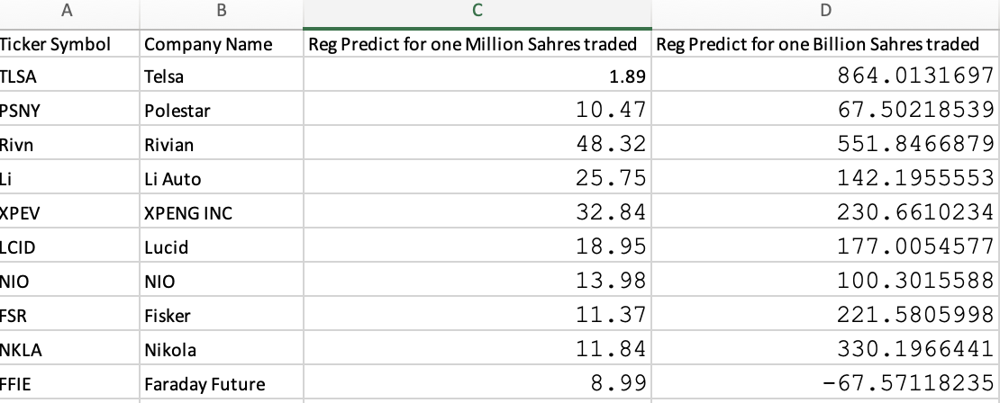 A B C D
Ticker Symbol Company Name Reg Predict for one Million Sahres traded Reg Predict for one Billion Sahres traded
TLSA Telsa 1.89 864.0131697
PSNY Polestar 10.47 67.50218539
Rivn Rivian 48.32 551.8466879
Li Li Auto 25.75 142.1955553
XPEV XPENG INC 32.84 230.6610234
LCID Lucid 18.95 177.0054577
NIO NIO 13.98 100.3015588
FSR Fisker 11.37 221.5805998
NKLA Nikola 11.84 330.1966441
FFIE Faraday Future 8.99 -67.57118235